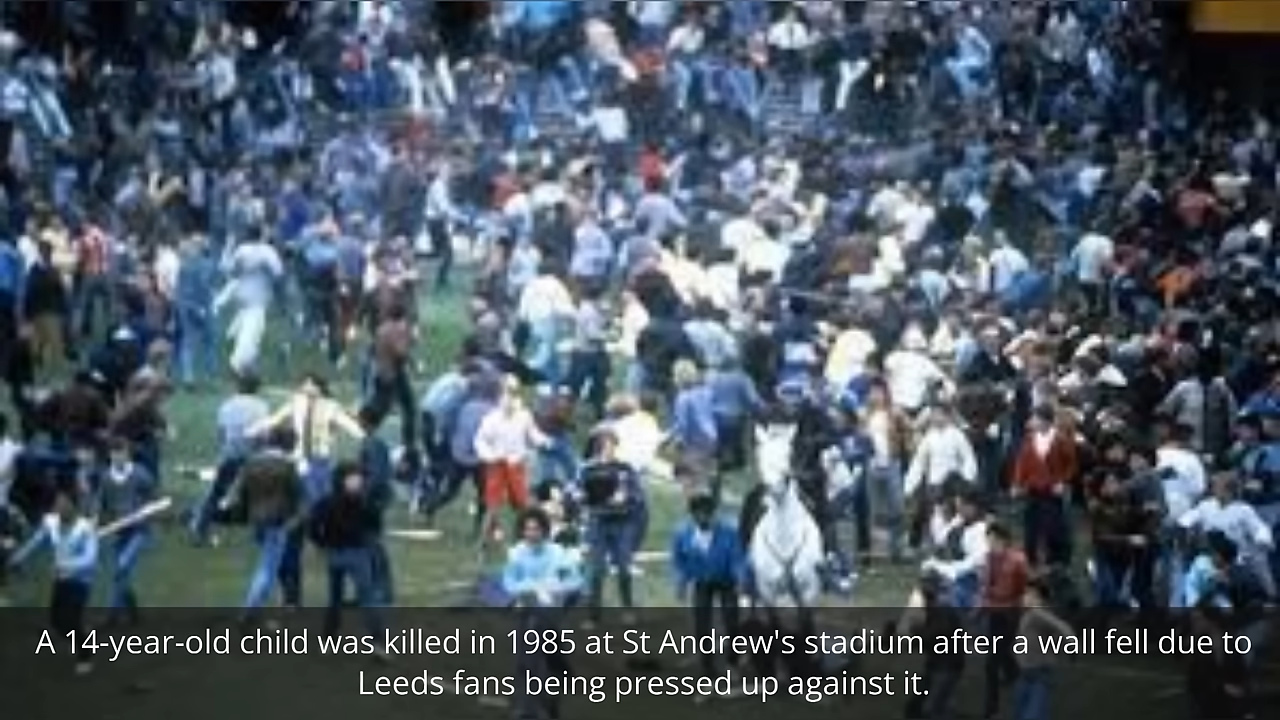 A 14-year-old child was killed in 1985 at St Andrew's stadium after a wall fell due to
Leeds fans being pressed up against it.